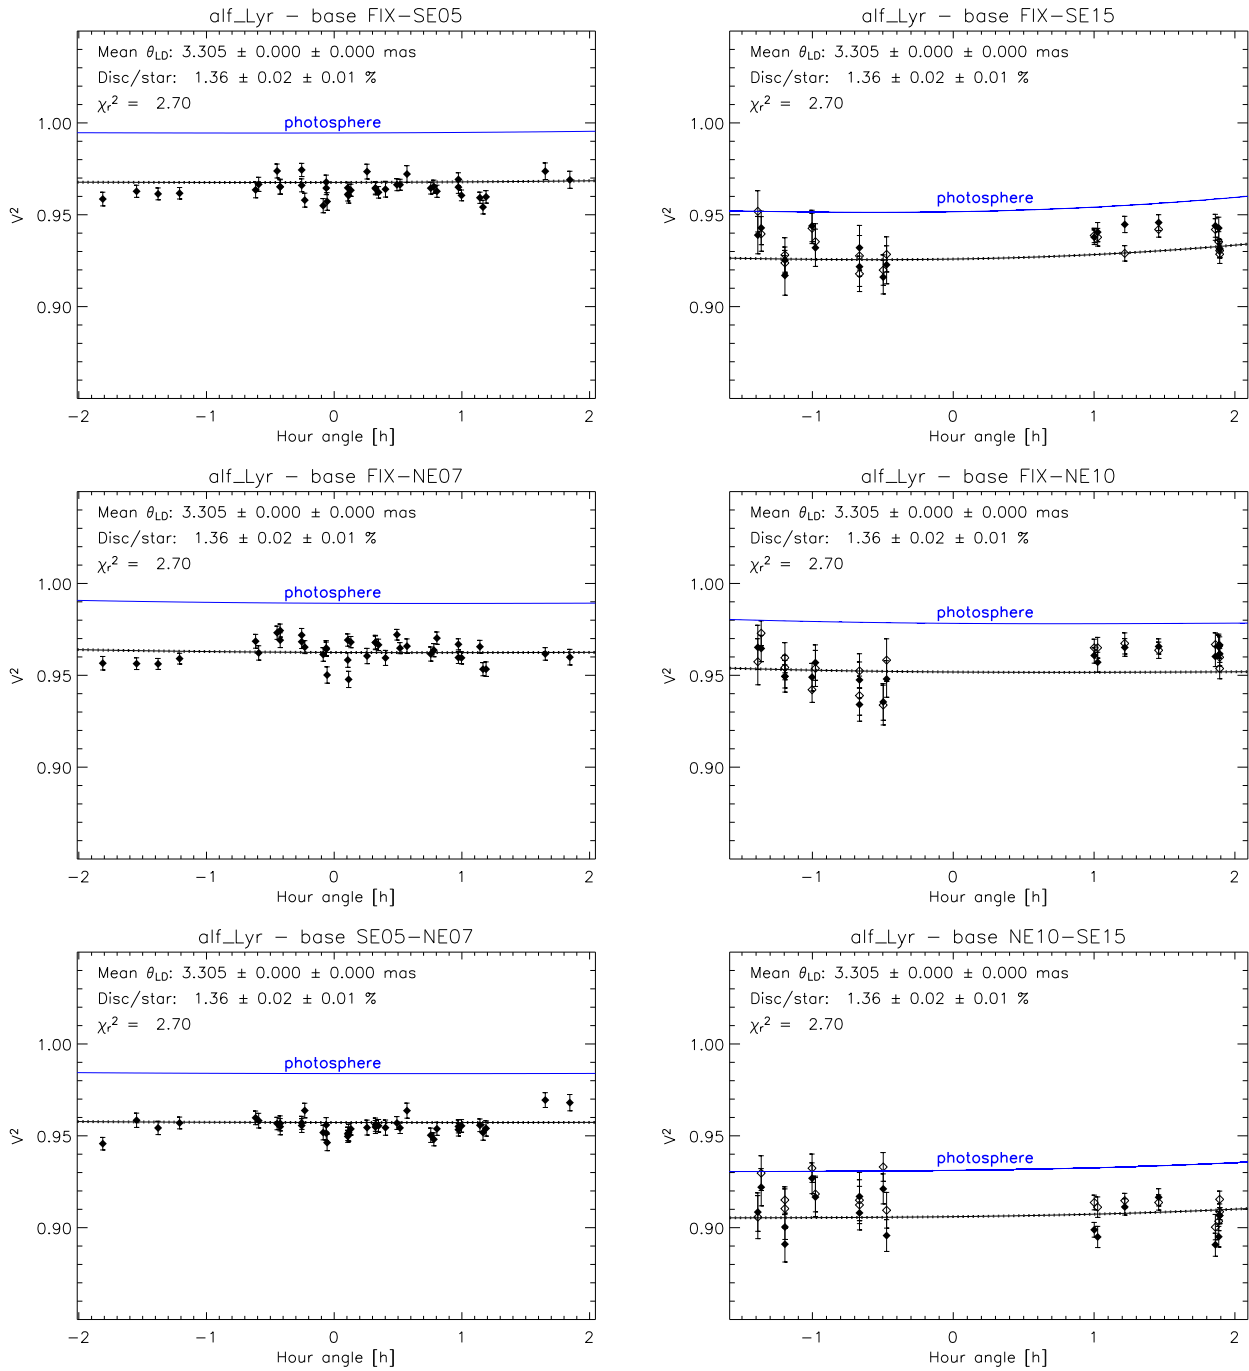 alf_Lyr − base FIX−SE05
Mean θLD: 3.305 ± 0.000 ± 0.000 mas
Disc/star: 1.36 ± 0.02 ± 0.01 %
χr² = 2.70
photosphere
1.00
0.95
0.90
V²
−2 −1 0 1 2
Hour angle [h]
alf_Lyr − base FIX−SE15
Mean θLD: 3.305 ± 0.000 ± 0.000 mas
Disc/star: 1.36 ± 0.02 ± 0.01 %
χr² = 2.70
photosphere
1.00
0.95
0.90
V²
−1 0 1 2
Hour angle [h]
alf_Lyr − base FIX−NE07
Mean θLD: 3.305 ± 0.000 ± 0.000 mas
Disc/star: 1.36 ± 0.02 ± 0.01 %
χr² = 2.70
photosphere
1.00
0.95
0.90
V²
−2 −1 0 1 2
Hour angle [h]
alf_Lyr − base FIX−NE10
Mean θLD: 3.305 ± 0.000 ± 0.000 mas
Disc/star: 1.36 ± 0.02 ± 0.01 %
χr² = 2.70
photosphere
1.00
0.95
0.90
V²
−1 0 1 2
Hour angle [h]
alf_Lyr − base SE05−NE07
Mean θLD: 3.305 ± 0.000 ± 0.000 mas
Disc/star: 1.36 ± 0.02 ± 0.01 %
χr² = 2.70
photosphere
1.00
0.95
0.90
V²
−2 −1 0 1 2
Hour angle [h]
alf_Lyr − base NE10−SE15
Mean θLD: 3.305 ± 0.000 ± 0.000 mas
Disc/star: 1.36 ± 0.02 ± 0.01 %
χr² = 2.70
photosphere
1.00
0.95
0.90
V²
−1 0 1 2
Hour angle [h]